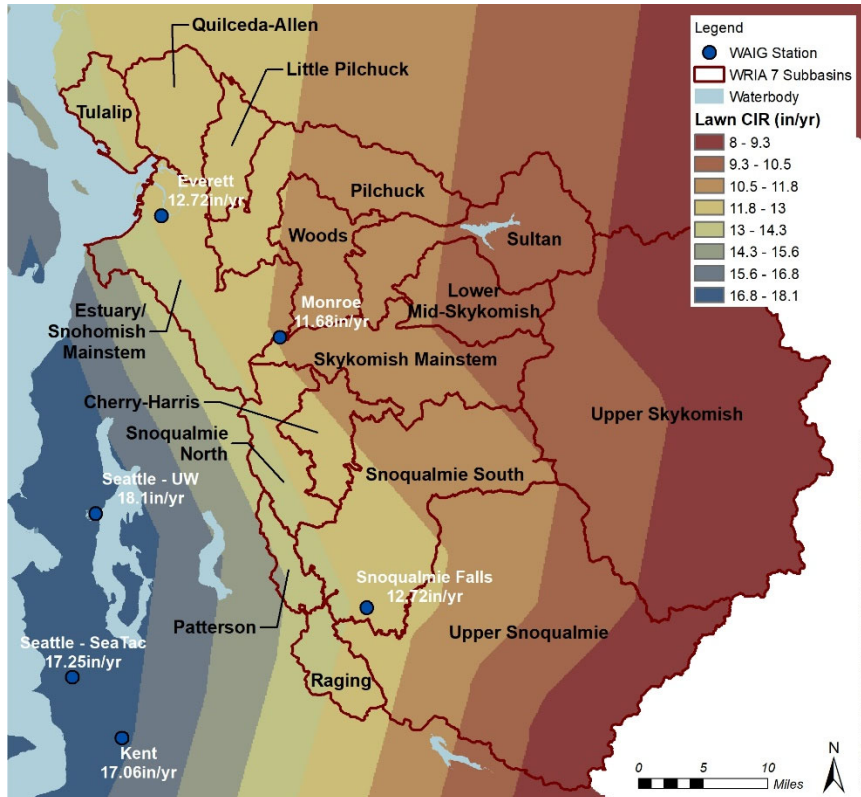 Quilceda-Allen
Little Pilchuck
Tulalip
Everett
12.72in/yr
Pilchuck
Woods
Sultan
Lower
Mid-Skykomish
Estuary/
Snohomish
Mainstem
Monroe
11.68in/yr
Skykomish Mainstem
Cherry-Harris
Snoqualmie
North
Upper Skykomish
Snoqualmie South
Seattle - UW
18.1in/yr
Snoqualmie Falls
12.72in/yr
Patterson
Upper Snoqualmie
Seattle - SeaTac
17.25in/yr
Raging
Kent
17.06in/yr
Legend
WAIG Station
WRIA 7 Subbasins
Waterbody
Lawn CIR (in/yr)
8 - 9.3
9.3 - 10.5
10.5 - 11.8
11.8 - 13
13 - 14.3
14.3 - 15.6
15.6 - 16.8
16.8 - 18.1
0 5 10
Miles
N